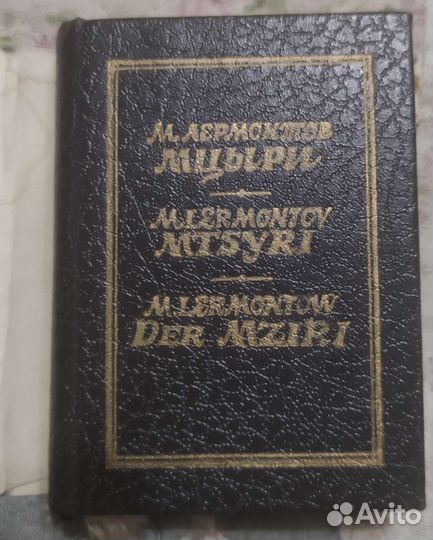 М. ЛЕРМОНТОВ
МЦЫРИ
M. LERMONTOV
MTSYRI
M. LERMONTOW
DER MZIRI
Avito